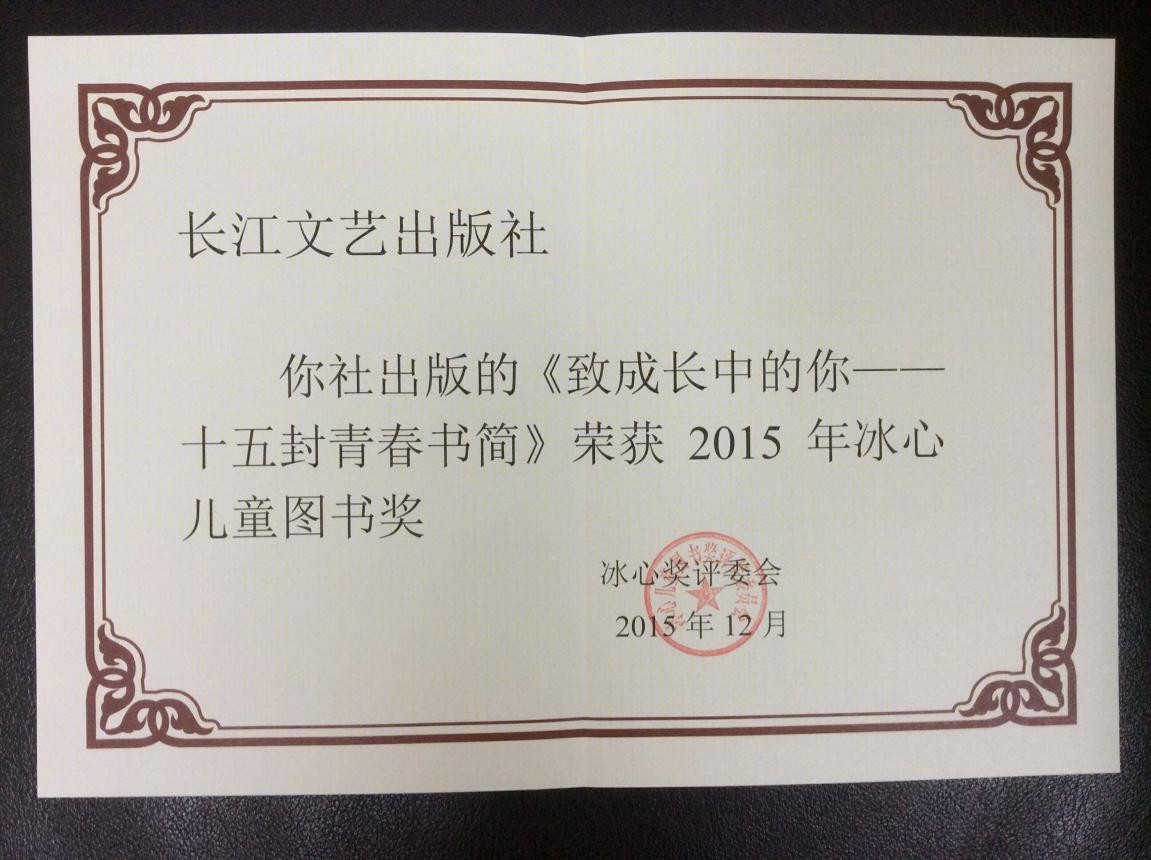 长江文艺出版社
你社出版的《致成长中的你——
十五封青春书简》荣获 2015 年冰心
儿童图书奖
冰心奖评委会
2015 年 12 月